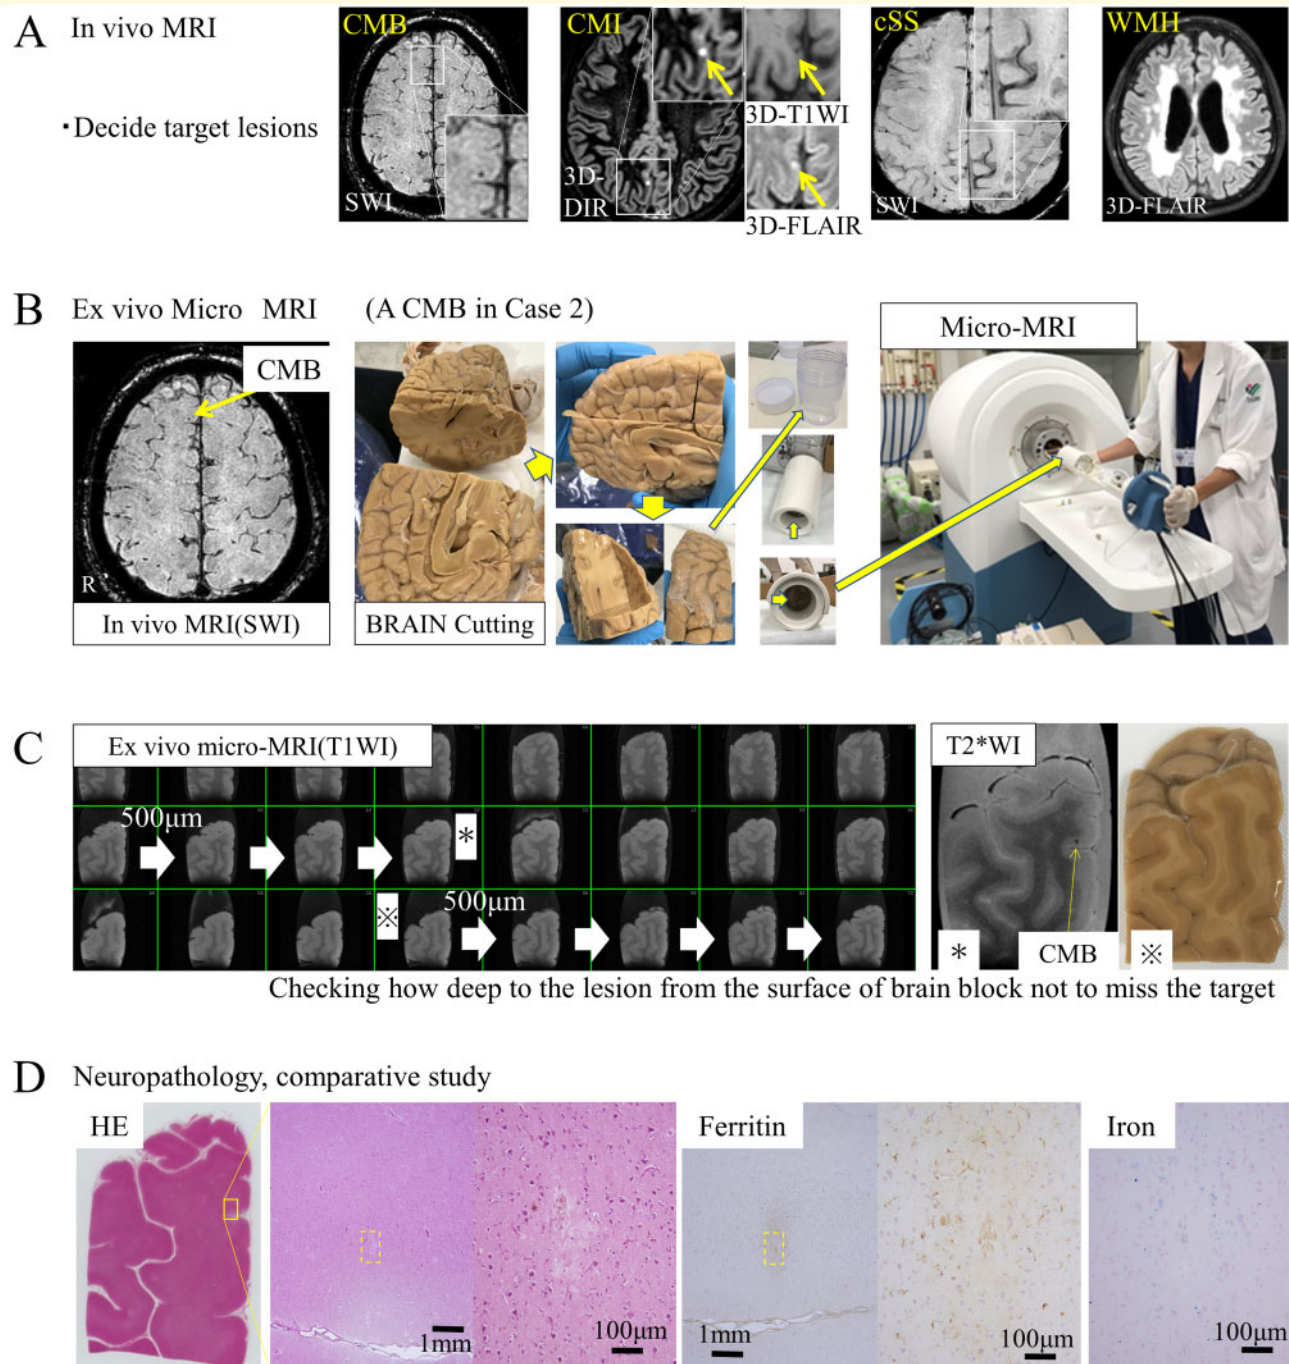 A In vivo MRI
・Decide target lesions
CMB
SWI
CMI
3D-
DIR
3D-T1WI
3D-FLAIR
cSS
SWI
WMH
3D-FLAIR
B Ex vivo Micro MRI (A CMB in Case 2)
CMB
R
In vivo MRI(SWI)
BRAIN Cutting
Micro-MRI
C
Ex vivo micro-MRI(T1WI)
500μm
*
※
500μm
T2*WI
*
CMB
※
Checking how deep to the lesion from the surface of brain block not to miss the target
D Neuropathology, comparative study
HE
1mm
100μm
Ferritin
1mm
100μm
Iron
100μm